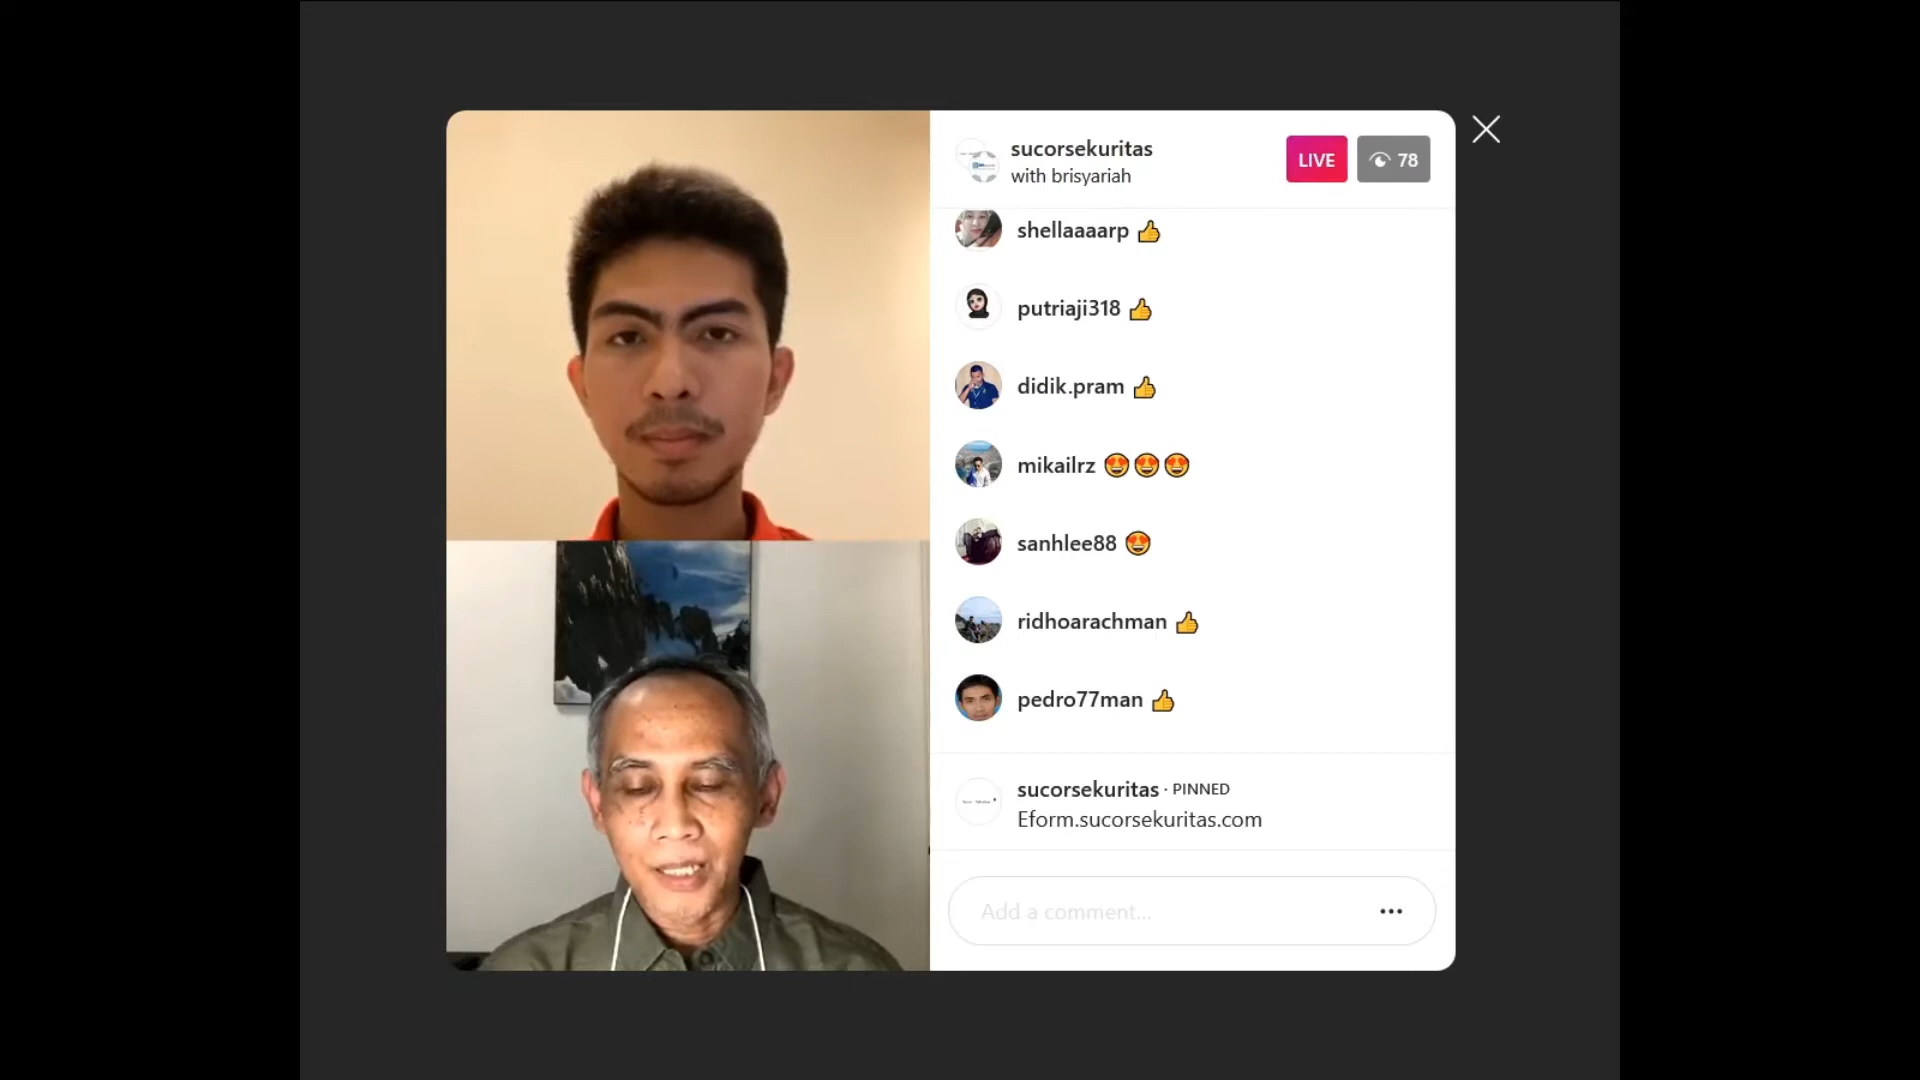 sucorsekuritas
with brisyariah
LIVE
78
shellaaaarp 👍
putriaji318 👍
didik.pram 👍
mikailrz 😍😍😍
sanhlee88 😍
ridhoarachman 👍
pedro77man 👍
sucorsekuritas · PINNED
Eform.sucorsekuritas.com
Add a comment...